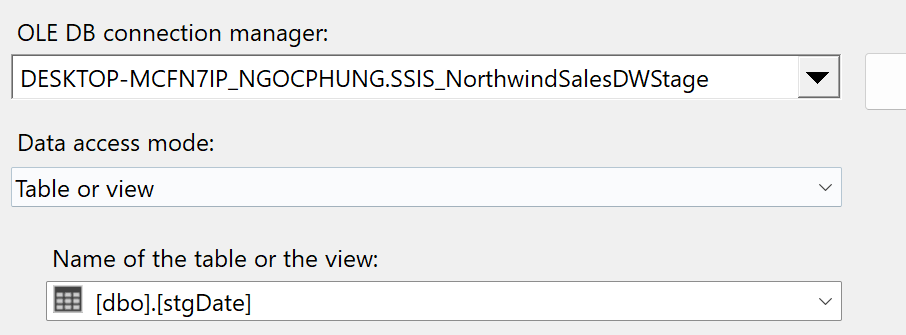 OLE DB connection manager:
DESKTOP-MCFN7IP_NGOCPHUNG.SSIS_NorthwindSalesDWStage
Data access mode:
Table or view
Name of the table or the view:
[dbo].[stgDate]